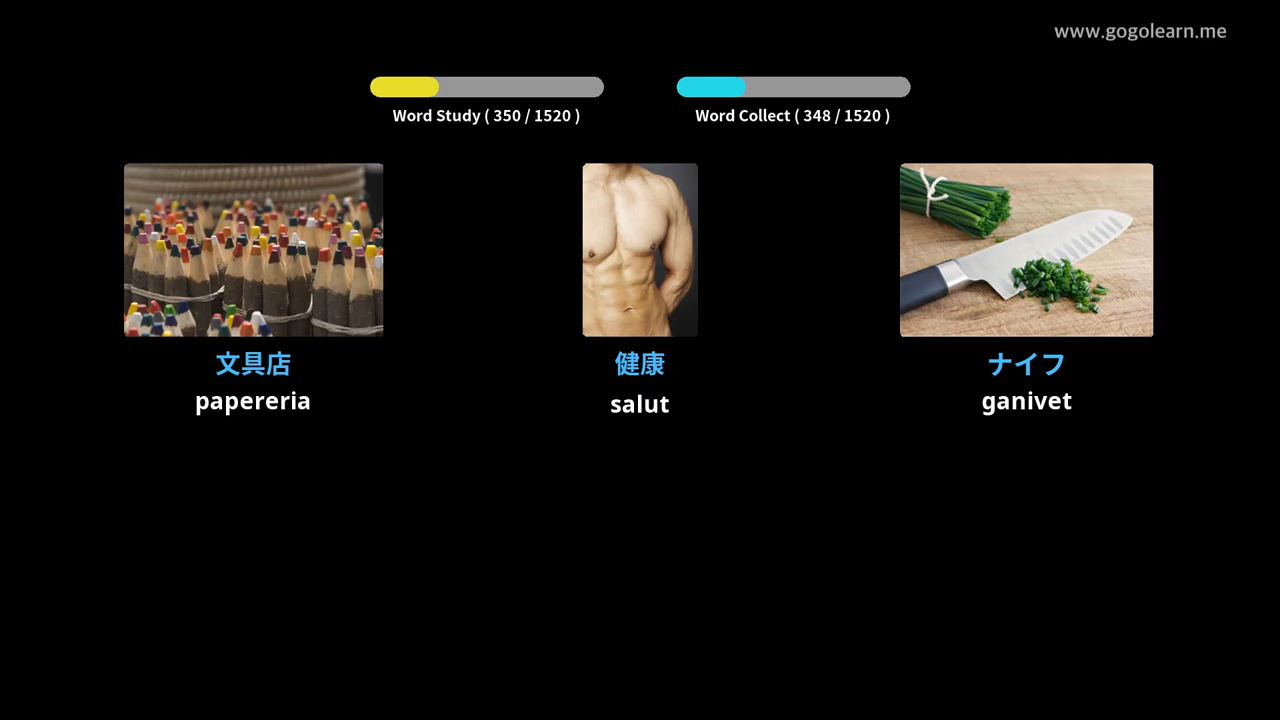 www.gogolearn.me
Word Study ( 350 / 1520 )
Word Collect ( 348 / 1520 )
文具店
papereria
健康
salut
ナイフ
ganivet